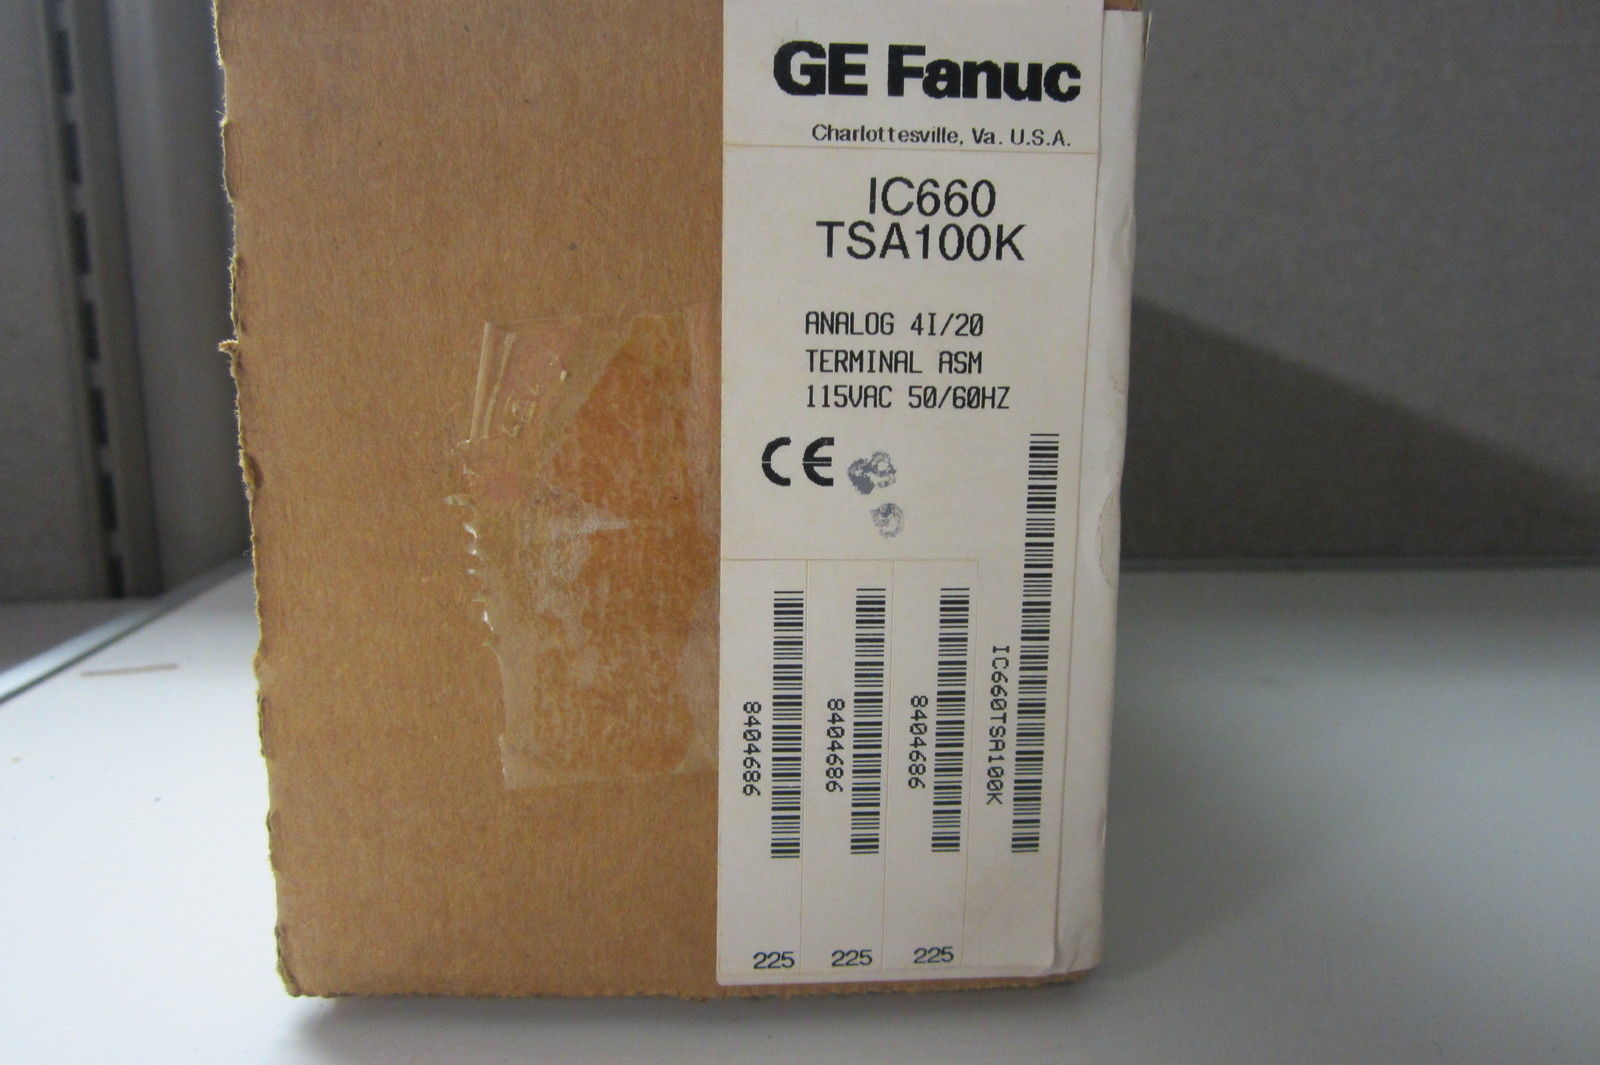 GE Fanuc
Charlottesville, Va. U.S.A.
IC660
TSA100K
ANALOG 4I/2O
TERMINAL ASM
115VAC 50/60HZ
CE
8404686
8404686
8404686
IC660TSA100K
225
225
225